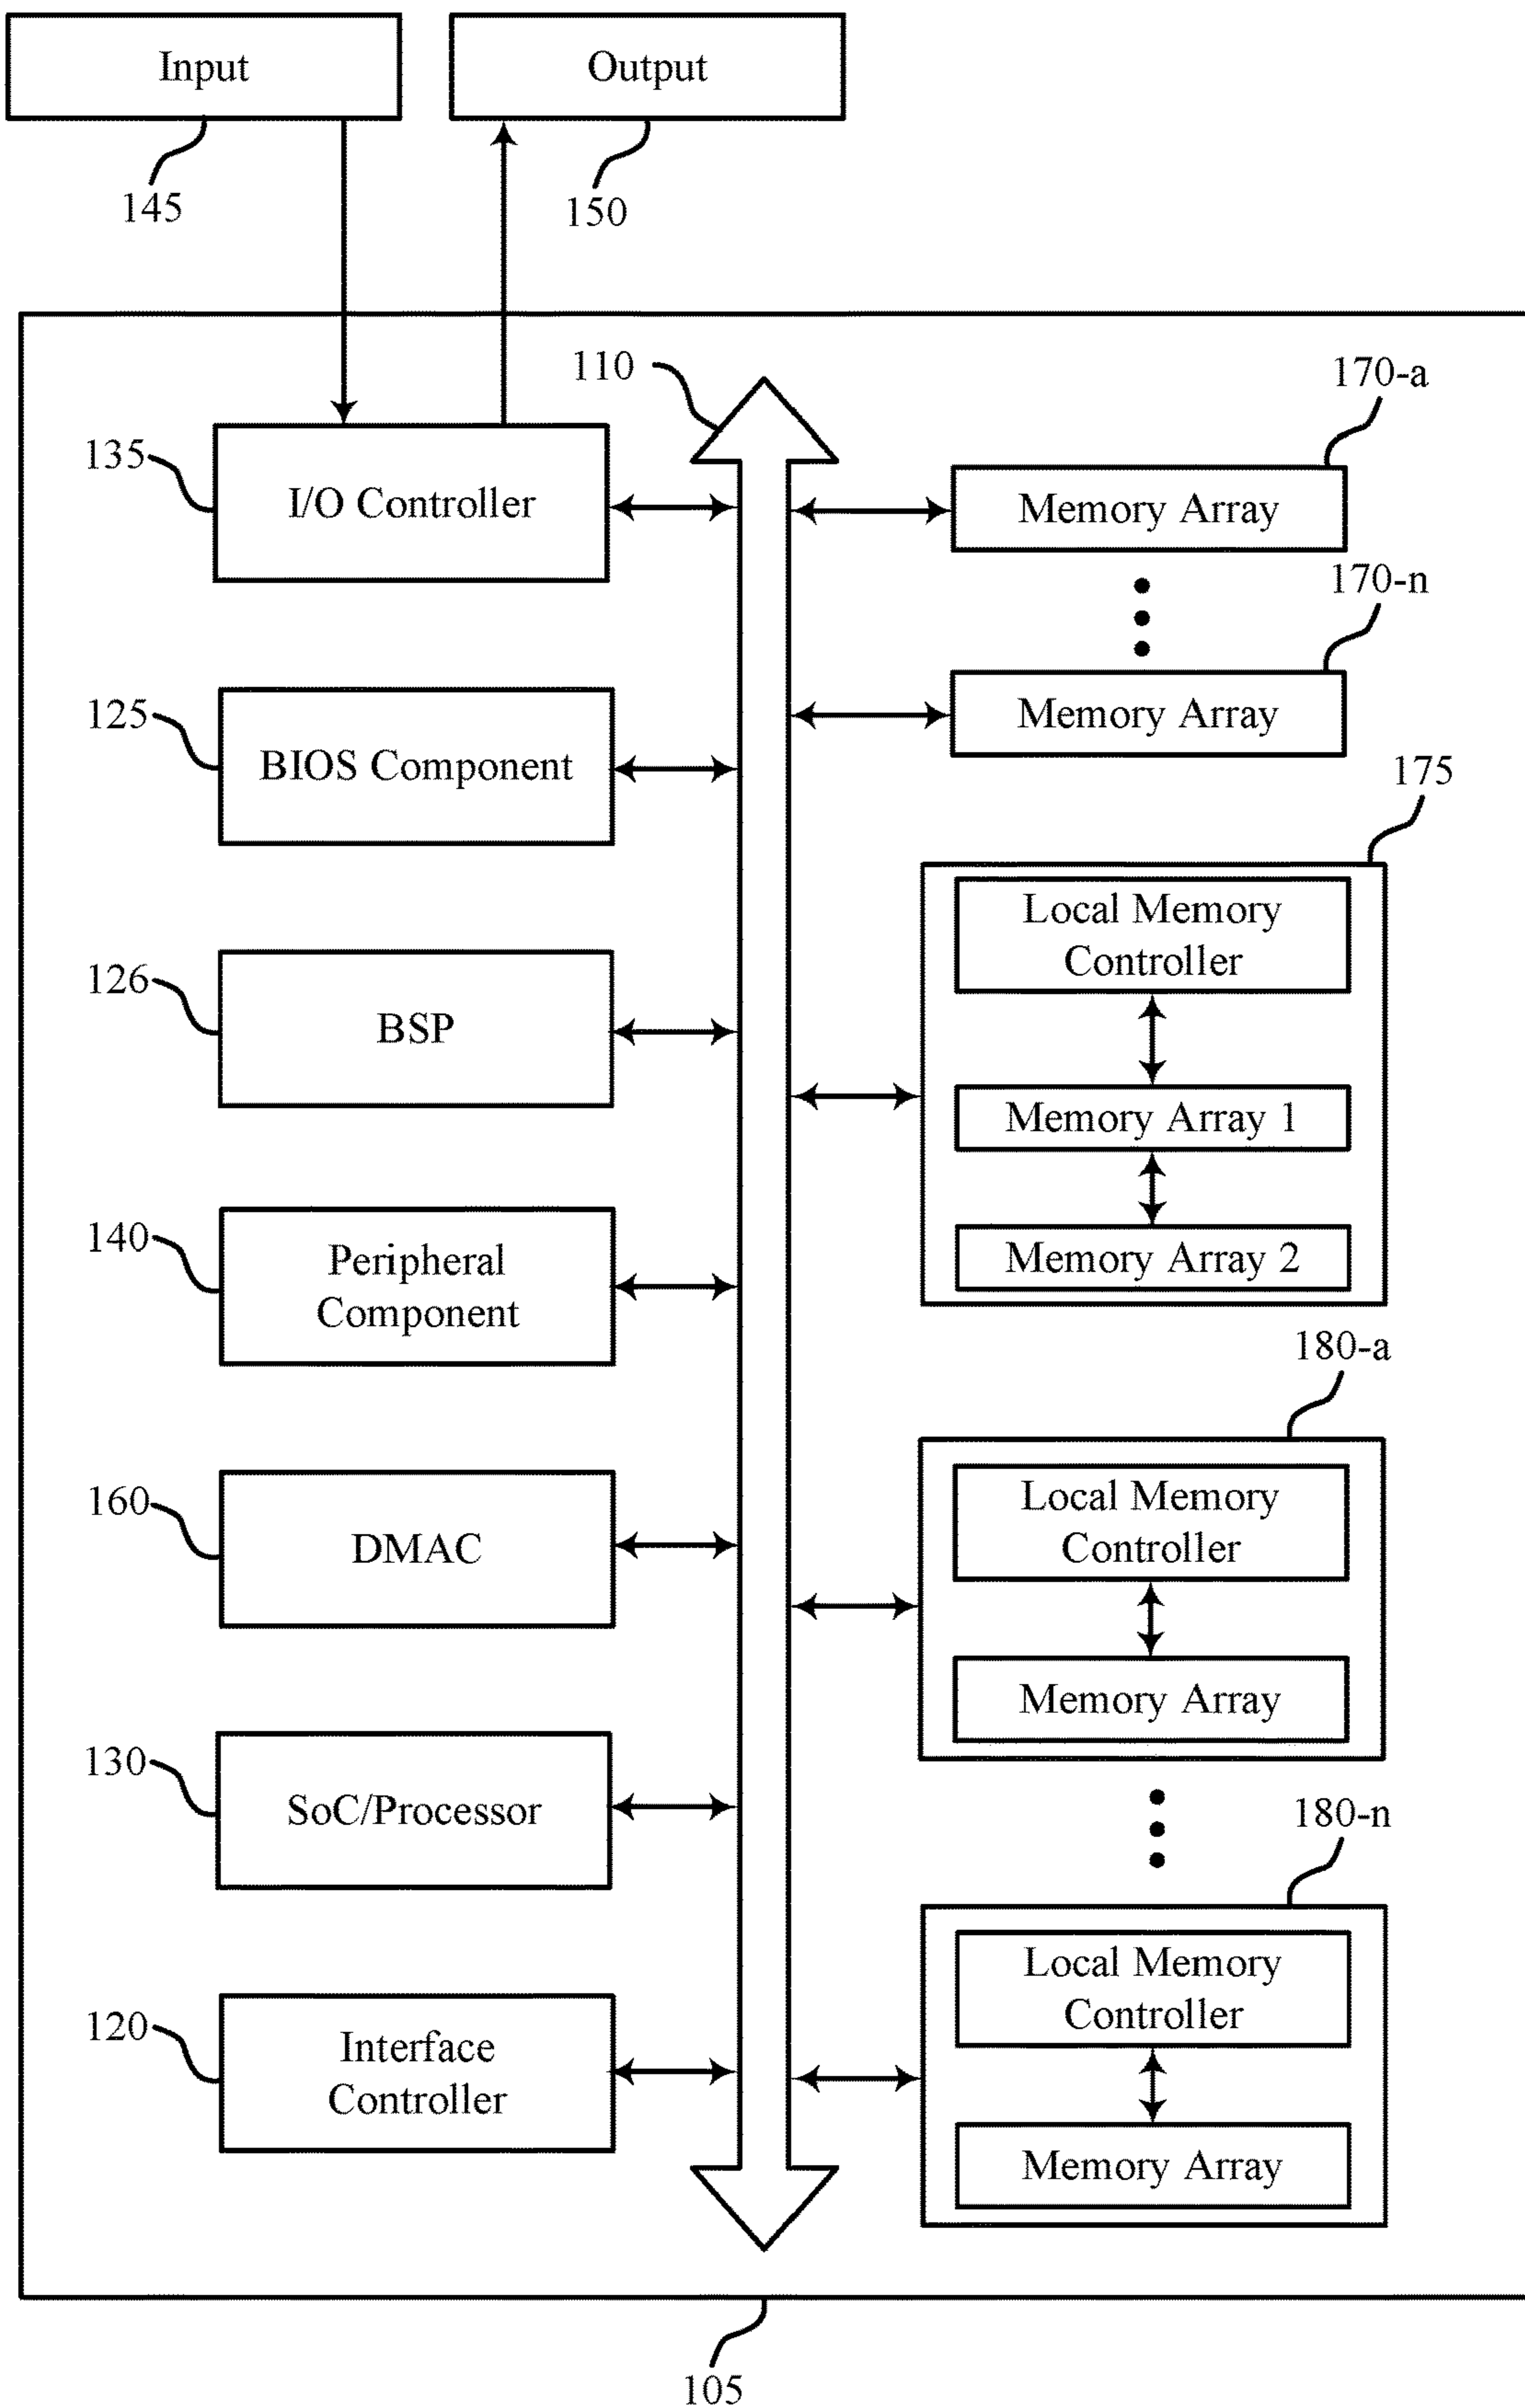 Input
Output
145
150
110
170-a
135
I/O Controller
Memory Array
170-n
125
BIOS Component
Memory Array
175
Local Memory
Controller
126
BSP
Memory Array 1
140
Peripheral
Component
Memory Array 2
180-a
160
DMAC
Local Memory
Controller
Memory Array
130
SoC/Processor
180-n
120
Interface
Controller
Local Memory
Controller
Memory Array
105